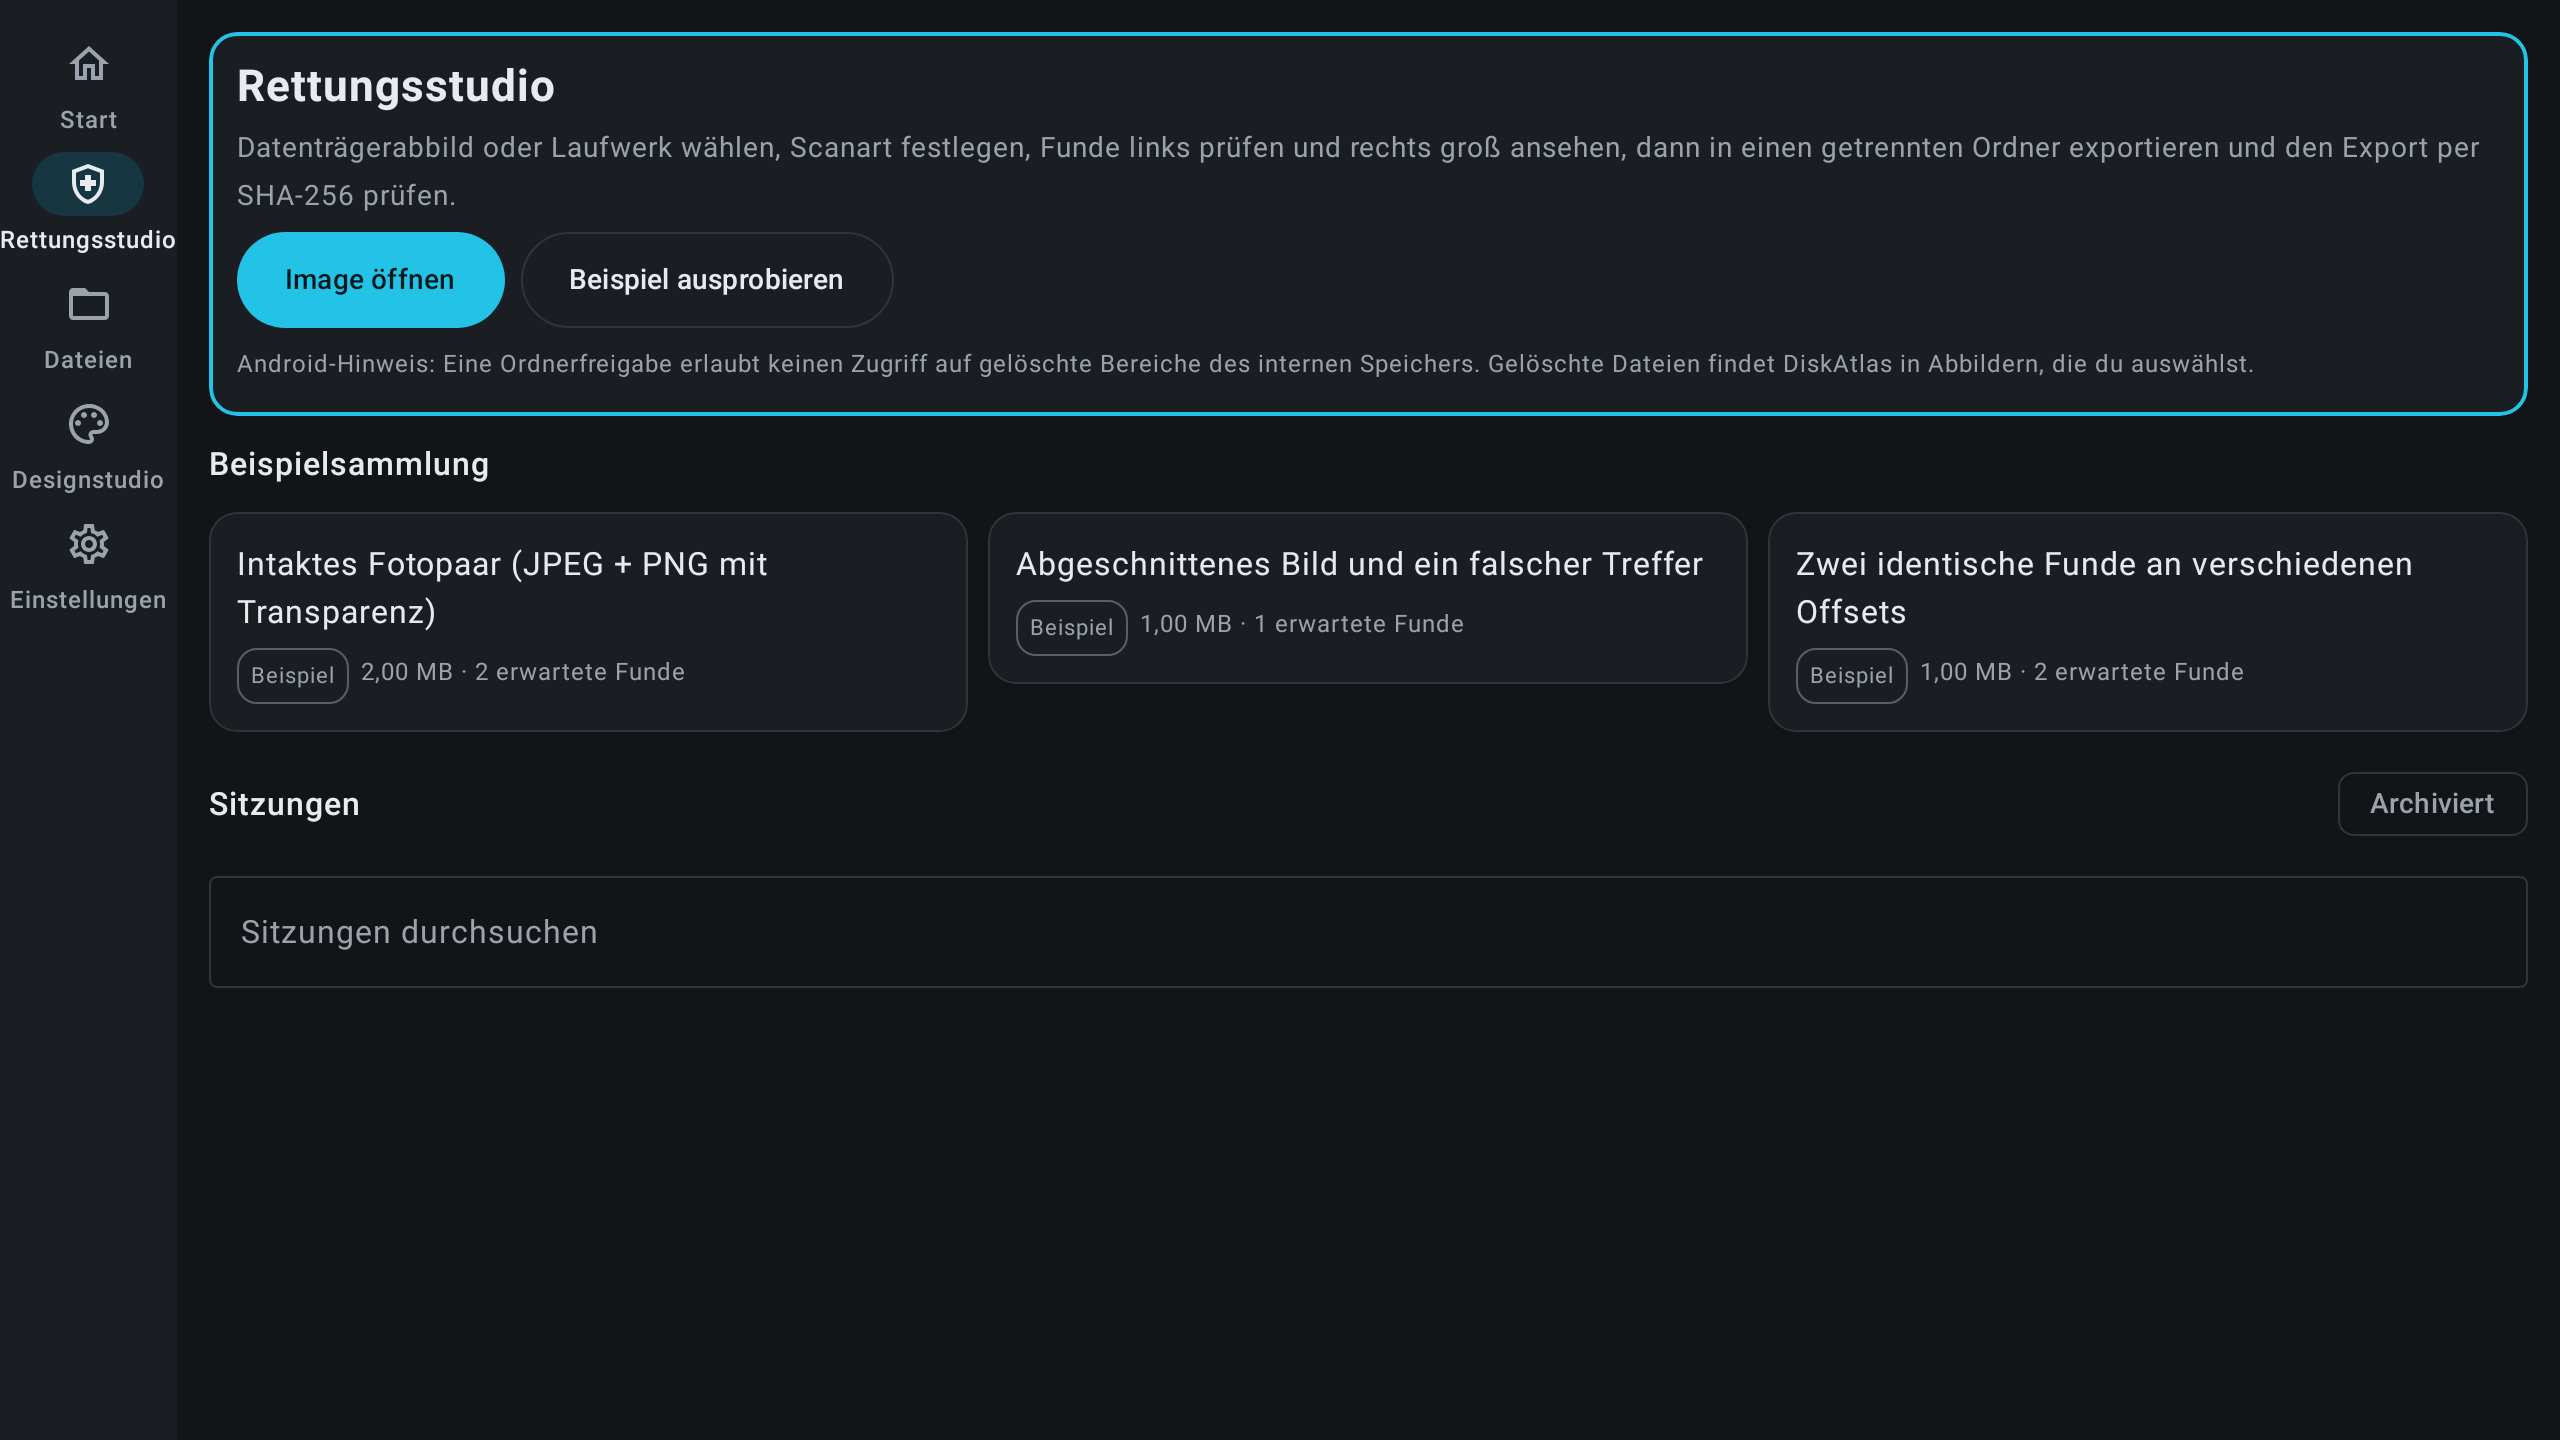 Start
Rettungsstudio
Dateien
Designstudio
Einstellungen
Rettungsstudio
Datenträgerabbild oder Laufwerk wählen, Scanart festlegen, Funde links prüfen und rechts groß ansehen, dann in einen getrennten Ordner exportieren und den Export per
SHA-256 prüfen.
Image öffnen
Beispiel ausprobieren
Android-Hinweis: Eine Ordnerfreigabe erlaubt keinen Zugriff auf gelöschte Bereiche des internen Speichers. Gelöschte Dateien findet DiskAtlas in Abbildern, die du auswählst.
Beispielsammlung
Intaktes Fotopaar (JPEG + PNG mit
Transparenz)
Beispiel 2,00 MB · 2 erwartete Funde
Abgeschnittenes Bild und ein falscher Treffer
Beispiel 1,00 MB · 1 erwartete Funde
Zwei identische Funde an verschiedenen
Offsets
Beispiel 1,00 MB · 2 erwartete Funde
Sitzungen
Archiviert
Sitzungen durchsuchen